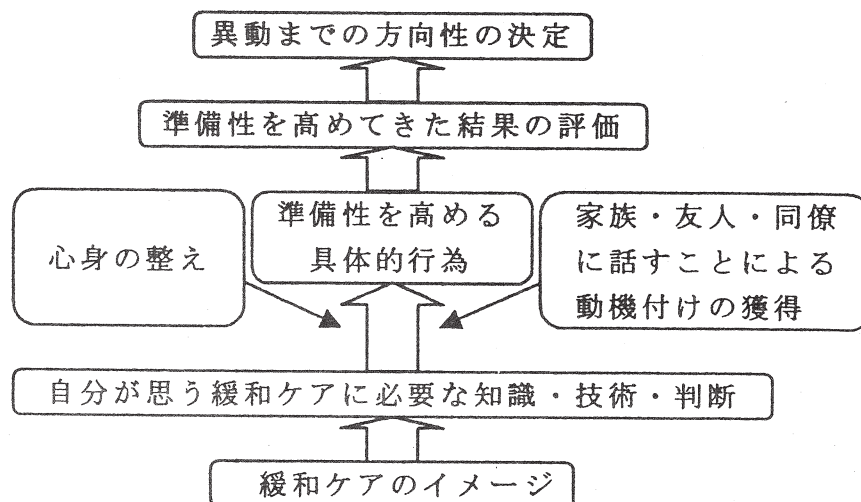 異動までの方向性の決定
準備性を高めてきた結果の評価
心身の整え
準備性を高める
具体的行為
家族・友人・同僚
に話すことによる
動機付けの獲得
自分が思う緩和ケアに必要な知識・技術・判断
緩和ケアのイメージ